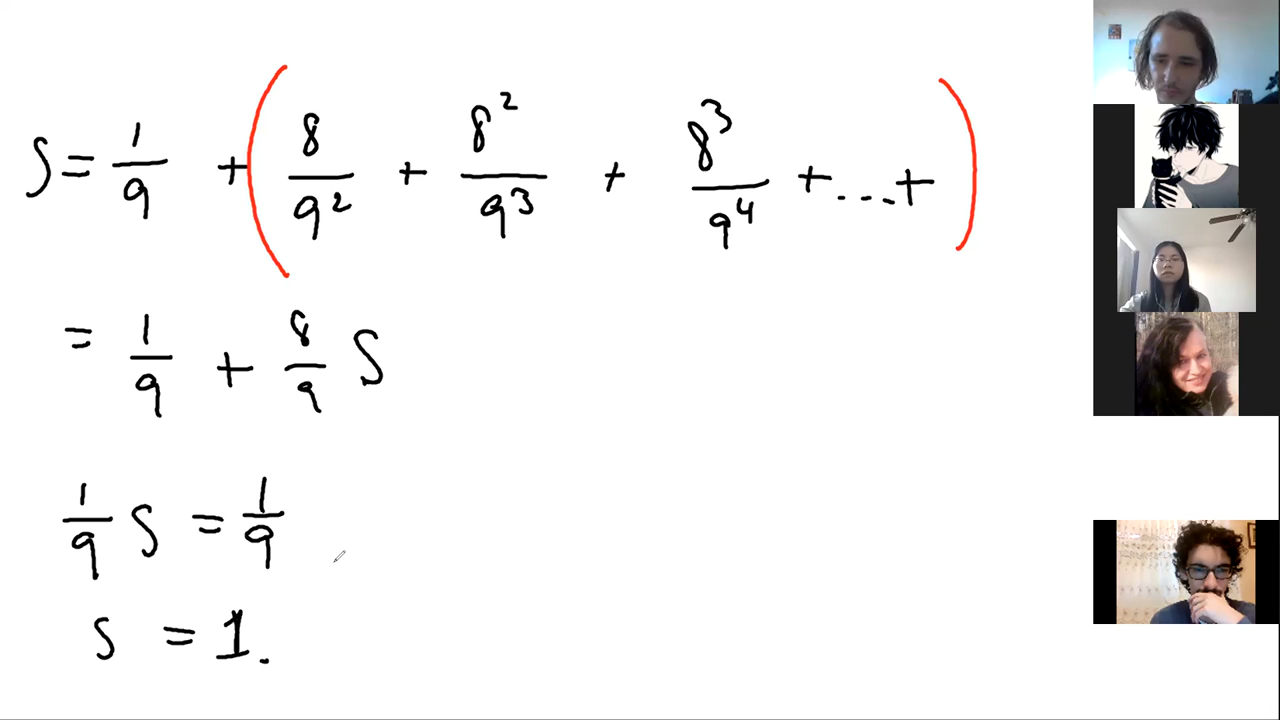 S = 1/9 + ( 8/9² + 8²/9³ + 8³/9⁴ + ... + )
= 1/9 + 8/9 S
1/9 S = 1/9
S = 1.